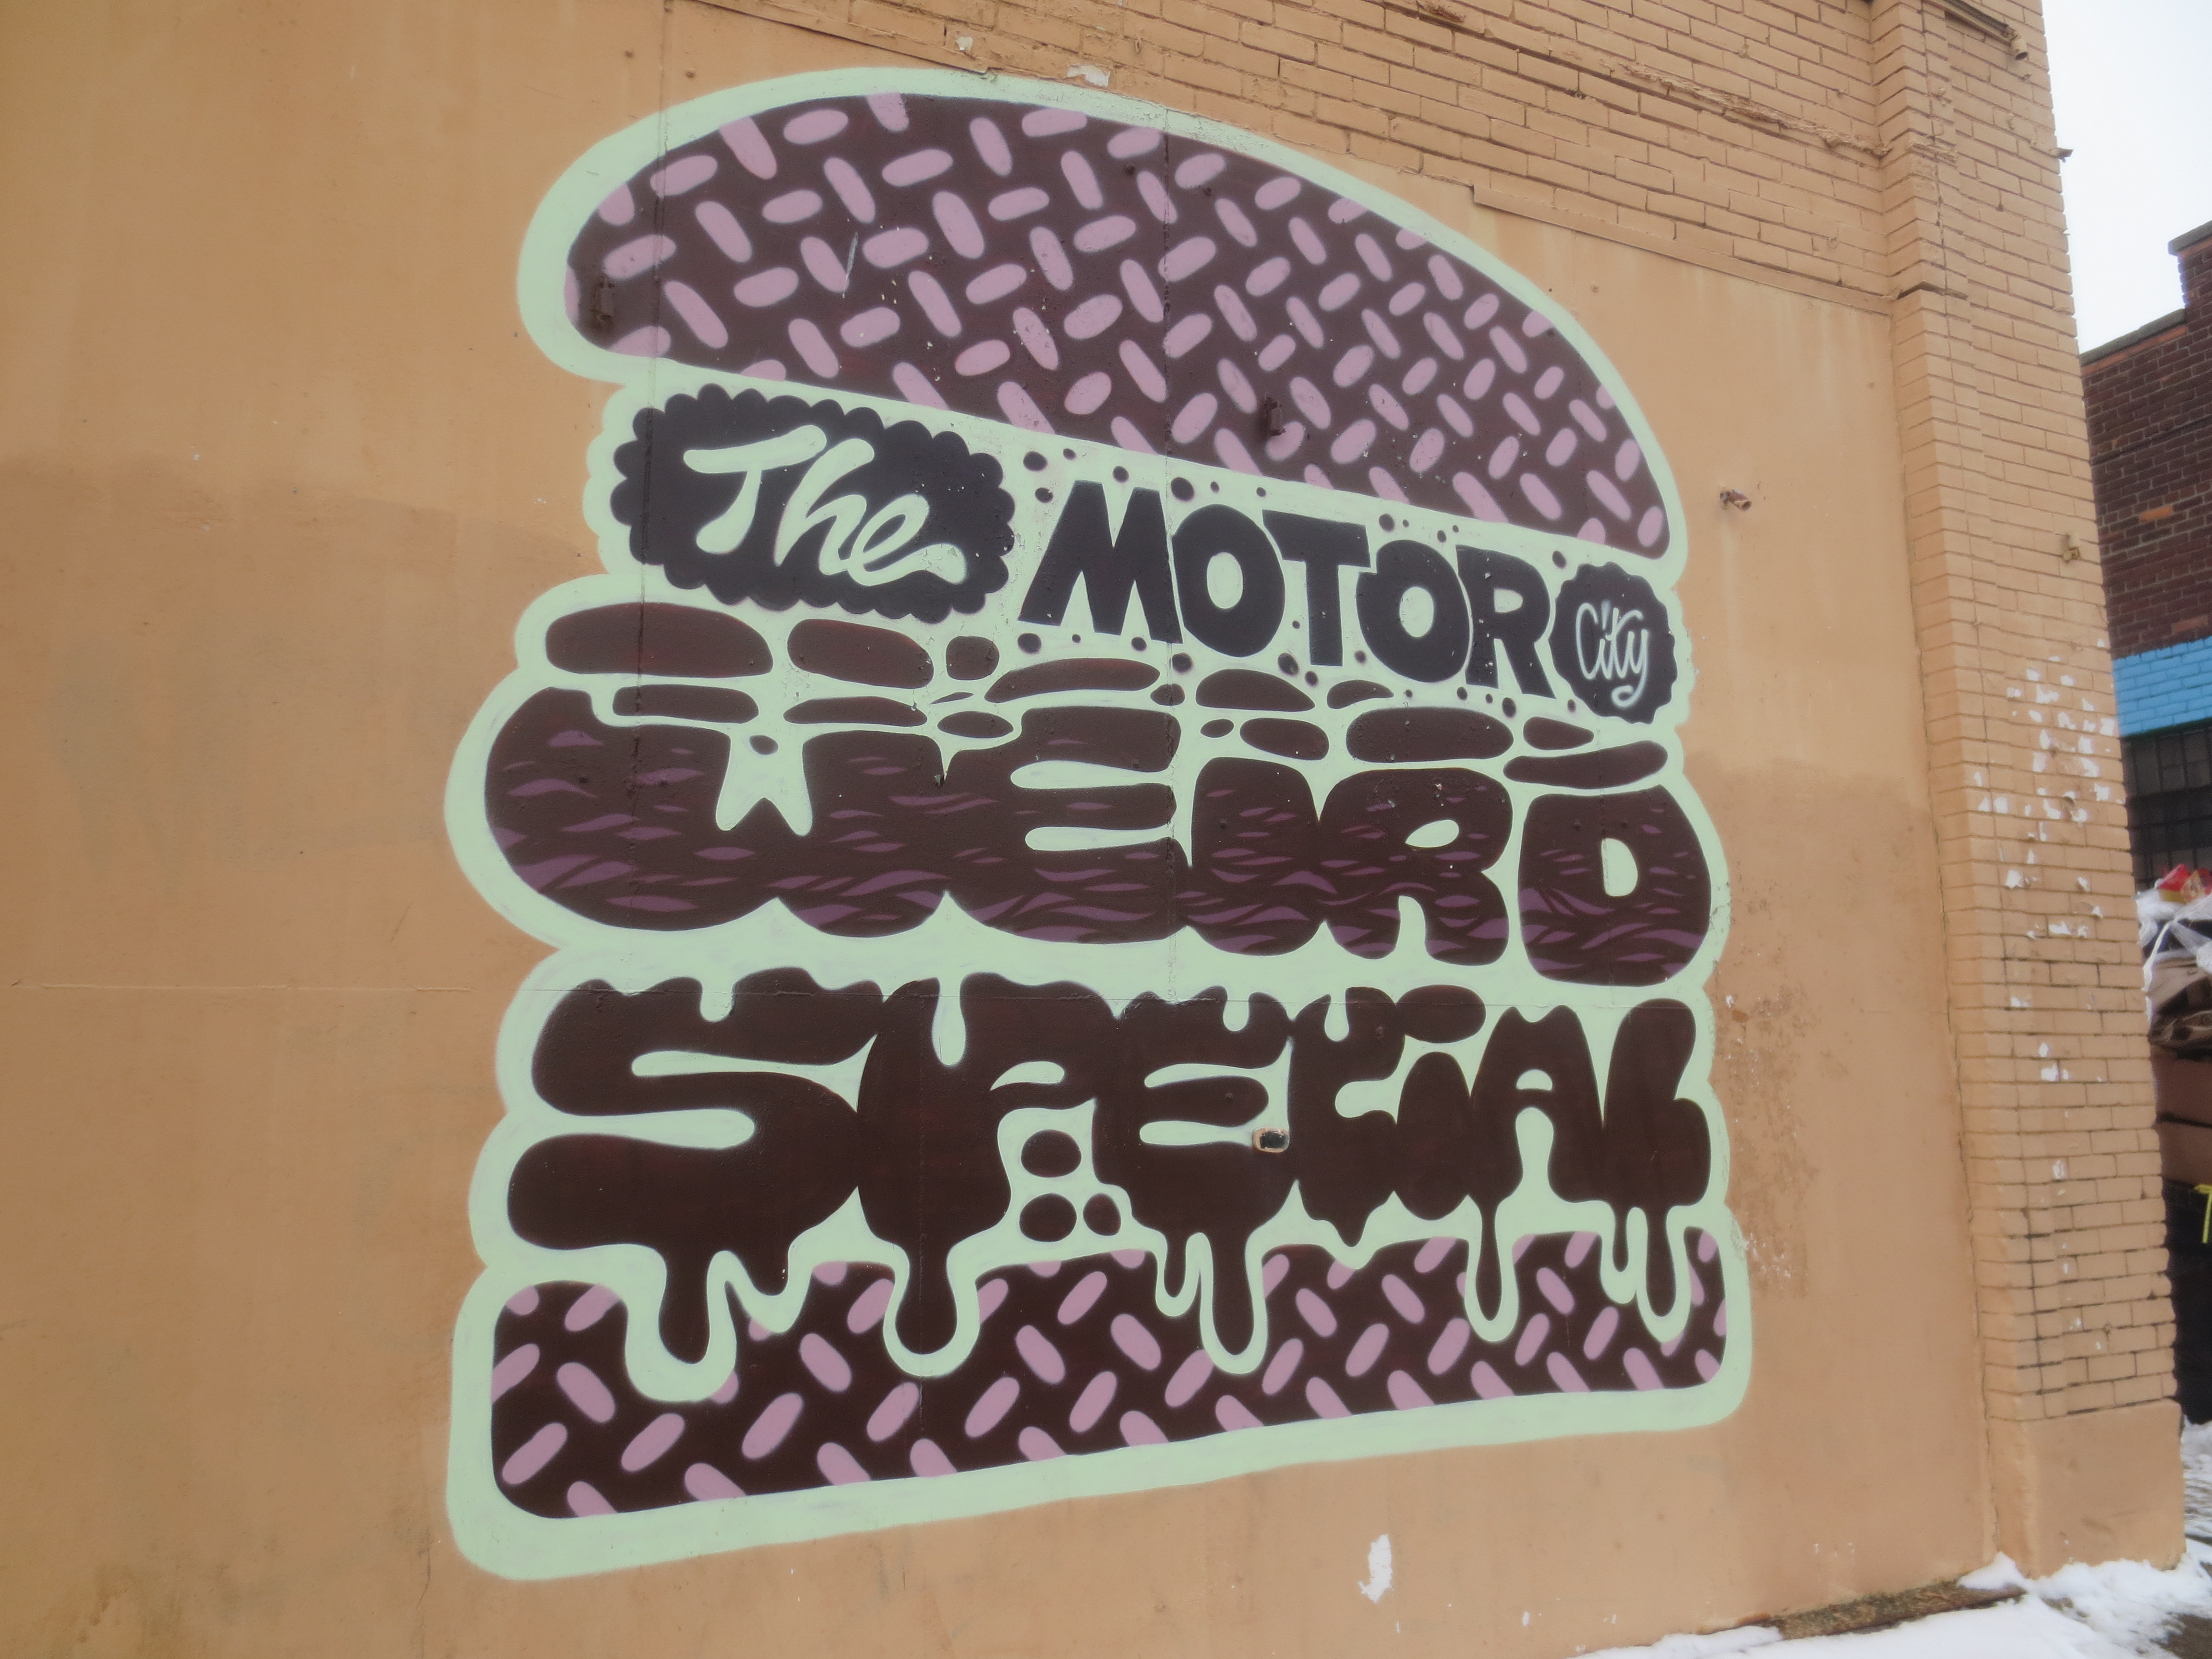 The MOTOR City
WEIRD
SPECIAL